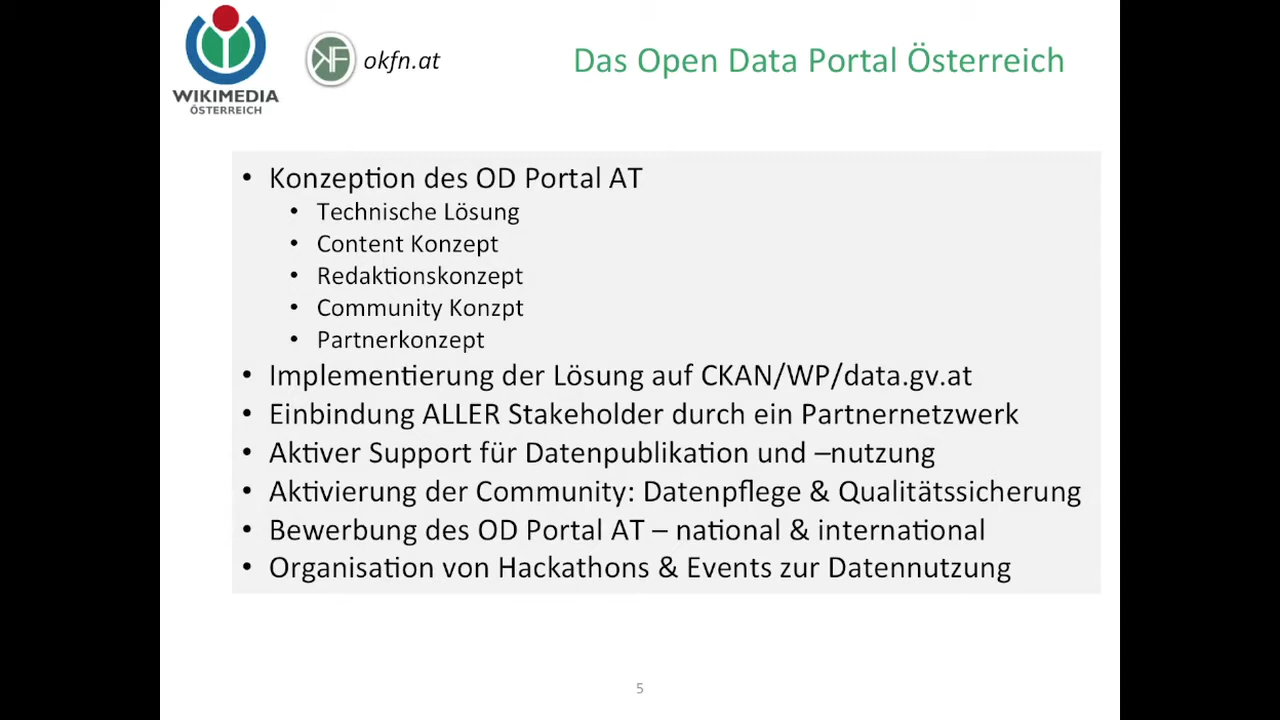 WIKIMEDIA
ÖSTERREICH
okfn.at
Das Open Data Portal Österreich
• Konzeption des OD Portal AT
• Technische Lösung
• Content Konzept
• Redaktionskonzept
• Community Konzpt
• Partnerkonzept
• Implementierung der Lösung auf CKAN/WP/data.gv.at
• Einbindung ALLER Stakeholder durch ein Partnernetzwerk
• Aktiver Support für Datenpublikation und –nutzung
• Aktivierung der Community: Datenpflege & Qualitätssicherung
• Bewerbung des OD Portal AT – national & international
• Organisation von Hackathons & Events zur Datennutzung
5